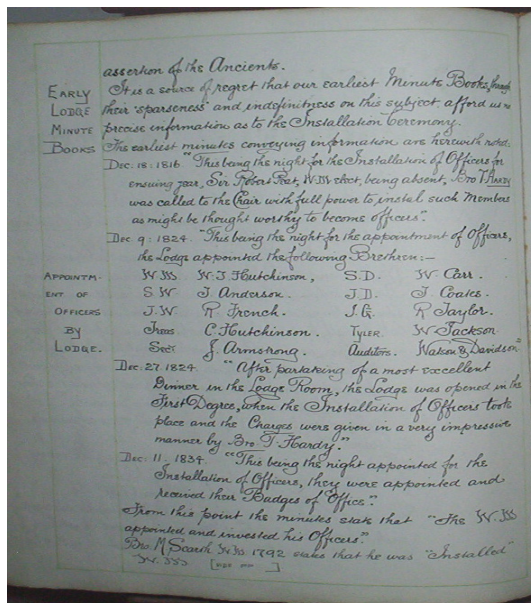 assertion of the Ancients.
EARLY LODGE MINUTE BOOKS
It is a source of regret that our earliest Minute Books, through
their "sparseness" and indefinitness on this subject, afford us no
precise information as to the Installation Ceremony.
The earliest minutes conveying information are herewith noted:
Dec: 18: 1816 "This being the night for the Installation of Officers for
ensuing year, Sir Robert Peat, W.M elect, being absent, Bro T. Hardy
was called to the Chair with full power to instal such Members
as might be thought worthy to become officers".
Dec. 9: 1824. "This being the night for the appointment of Officers,
the Lodge appointed the following Brethren:—
APPOINTMENT OF OFFICERS BY LODGE.
W.M. W. J. Hutchinson, S.D. W. Carr.
S.W. J. Anderson. J.D. J. Coates.
J.W. R. French. I.G. R Taylor.
Treas. C. Hutchinson. TYLER. W Jackson
Secy J. Armstrong. Auditors. Watson & Davidson"
Dec. 27. 1824. "After partaking of a most excellent
Dinner in the Lodge Room, the Lodge was opened in the
First Degree, when the Installation of Officers took
place and the Charges were given in a very impressive
manner by Bro. T. Hardy."
Dec: 11. 1834. "This being the night appointed for the
Installation of Officers, they were appointed and
received their Badges of Office".
From this point the minutes state that "The W.M
appointed and invested his Officers."
Bro. M. Scarth W.M. 1792 states that he was "Installed"
W.M.